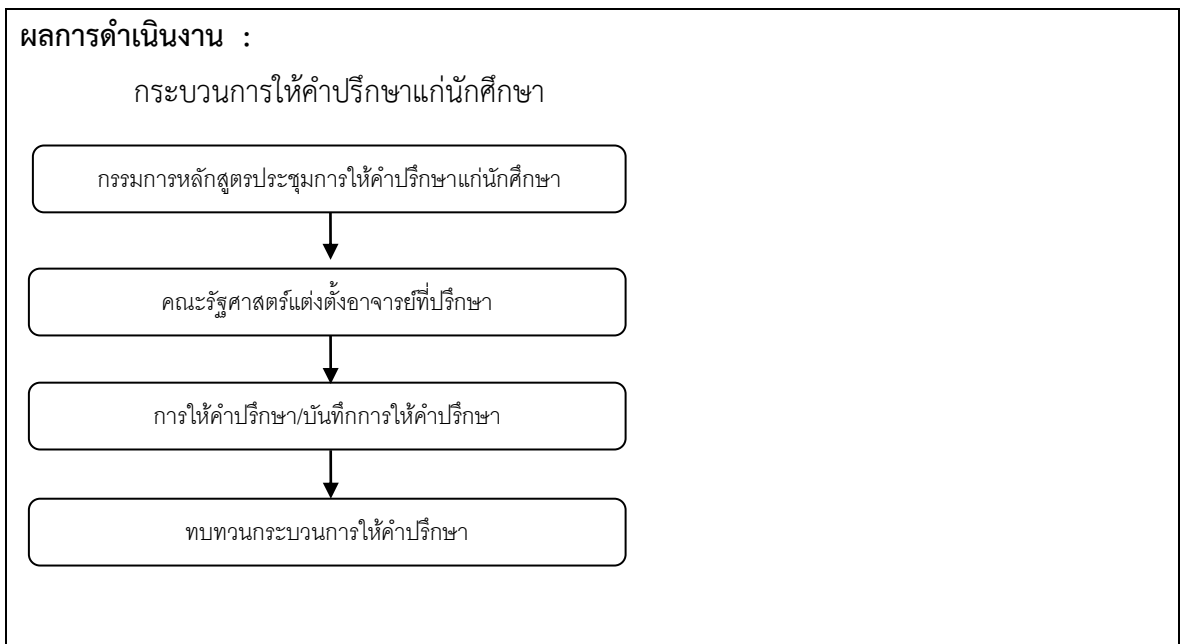 ผลการดำเนินงาน :
กระบวนการให้คำปรึกษาแก่นักศึกษา
กรรมการหลักสูตรประชุมการให้คำปรึกษาแก่นักศึกษา
คณะรัฐศาสตร์แต่งตั้งอาจารย์ที่ปรึกษา
การให้คำปรึกษา/บันทึกการให้คำปรึกษา
ทบทวนกระบวนการให้คำปรึกษา